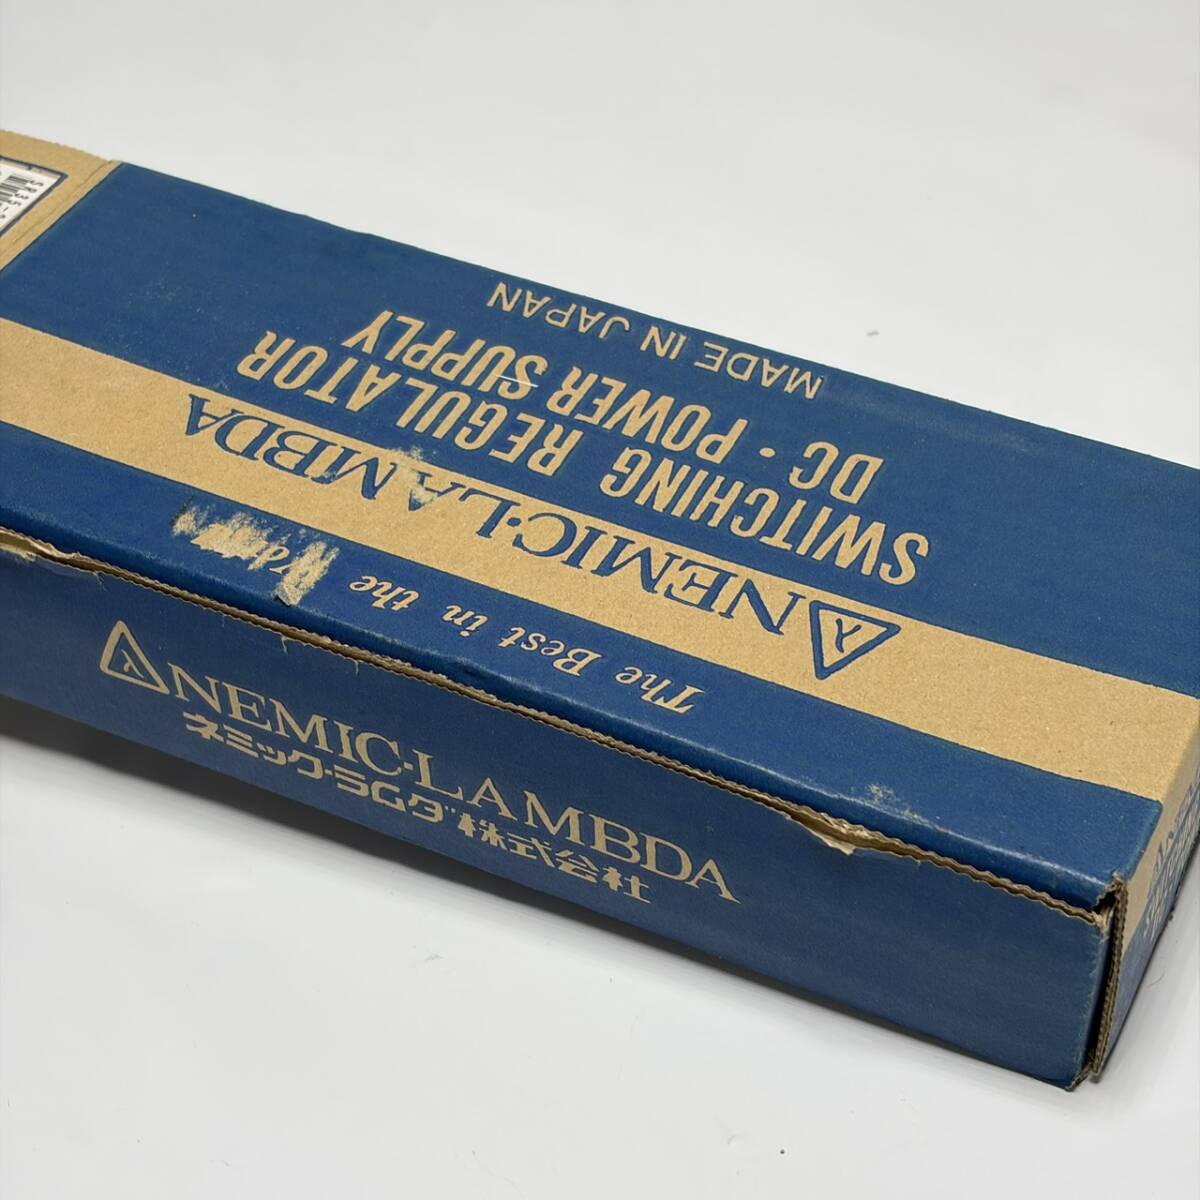 The Best in the
NEMIC·LAMBDA
SWITCHING REGULATOR
DC · POWER SUPPLY
MADE IN JAPAN
NEMIC·LAMBDA
ネミック·ラムダ株式会社